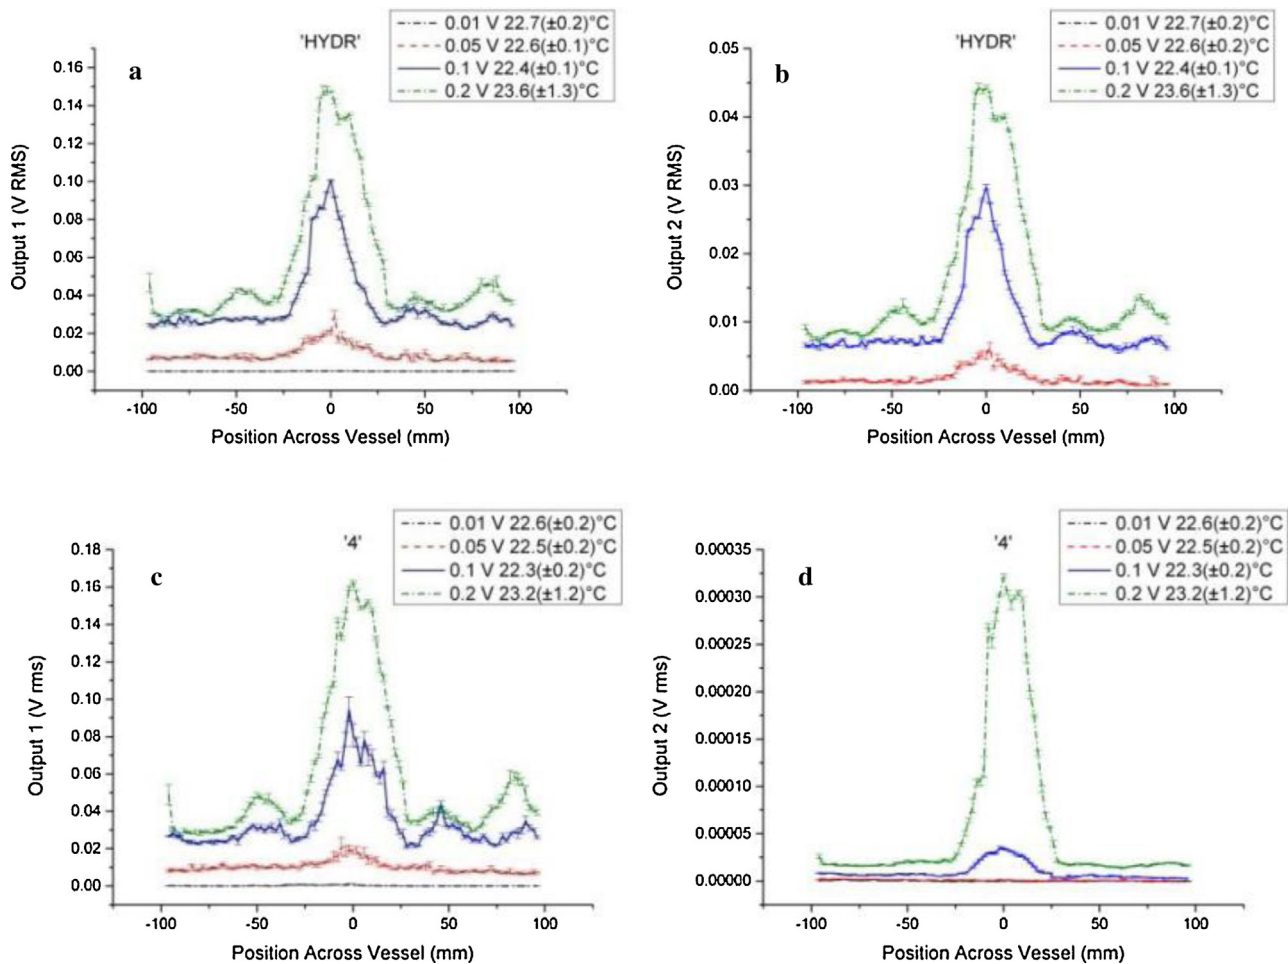 a
'HYDR'
0.01 V 22.7(±0.2)°C
0.05 V 22.6(±0.1)°C
0.1 V 22.4(±0.1)°C
0.2 V 23.6(±1.3)°C
0.16
0.14
0.12
0.10
0.08
0.06
0.04
0.02
0.00
Output 1 (V RMS)
-100 -50 0 50 100
Position Across Vessel (mm)
b
'HYDR'
0.01 V 22.7(±0.2)°C
0.05 V 22.6(±0.2)°C
0.1 V 22.4(±0.1)°C
0.2 V 23.6(±1.3)°C
0.05
0.04
0.03
0.02
0.01
0.00
Output 2 (V RMS)
-100 -50 0 50 100
Position Across Vessel (mm)
c
'4'
0.01 V 22.6(±0.2)°C
0.05 V 22.5(±0.2)°C
0.1 V 22.3(±0.2)°C
0.2 V 23.2(±1.2)°C
0.18
0.16
0.14
0.12
0.10
0.08
0.06
0.04
0.02
0.00
Output 1 (V rms)
-100 -50 0 50 100
Position Across Vessel (mm)
d
'4'
0.01 V 22.6(±0.2)°C
0.05 V 22.5(±0.2)°C
0.1 V 22.3(±0.2)°C
0.2 V 23.2(±1.2)°C
0.00035
0.00030
0.00025
0.00020
0.00015
0.00010
0.00005
0.00000
Output 2 (V rms)
-100 -50 0 50 100
Position Across Vessel (mm)